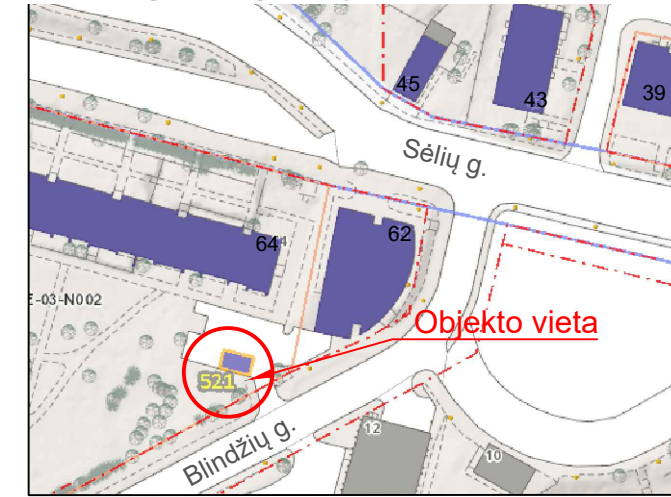 45
43
39
Sėlių g.
64
62
E-03-N002
Objekto vieta
521
Blindžių g.
12
10